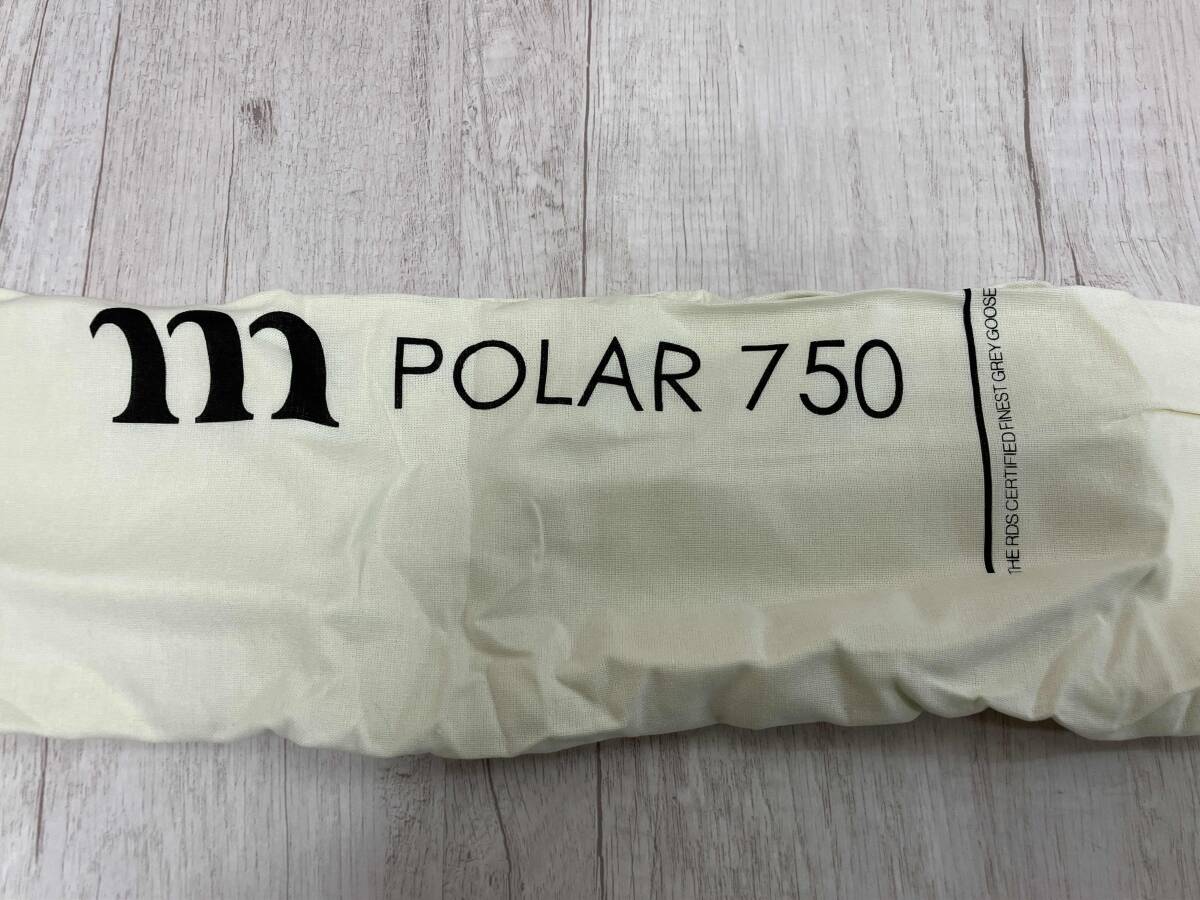 m POLAR 750
THE RDS CERTIFIED FINEST GREY GOOSE